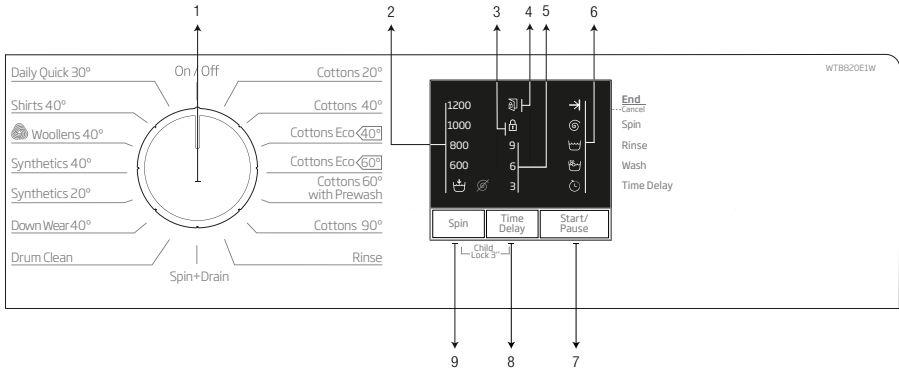 1 2 3 4 5 6
WTB820E1W
On / Off
Daily Quick 30°
Shirts 40°
Woollens 40°
Synthetics 40°
Synthetics 20°
Down Wear 40°
Drum Clean
Spin+Drain
Cottons 20°
Cottons 40°
Cottons Eco 40°
Cottons Eco 60°
Cottons 60°
with Prewash
Cottons 90°
Rinse
1200
1000
800
600
9
6
3
End
Cancel
Spin
Rinse
Wash
Time Delay
Spin
Time
Delay
Start/
Pause
Child
Lock 3"
9 8 7